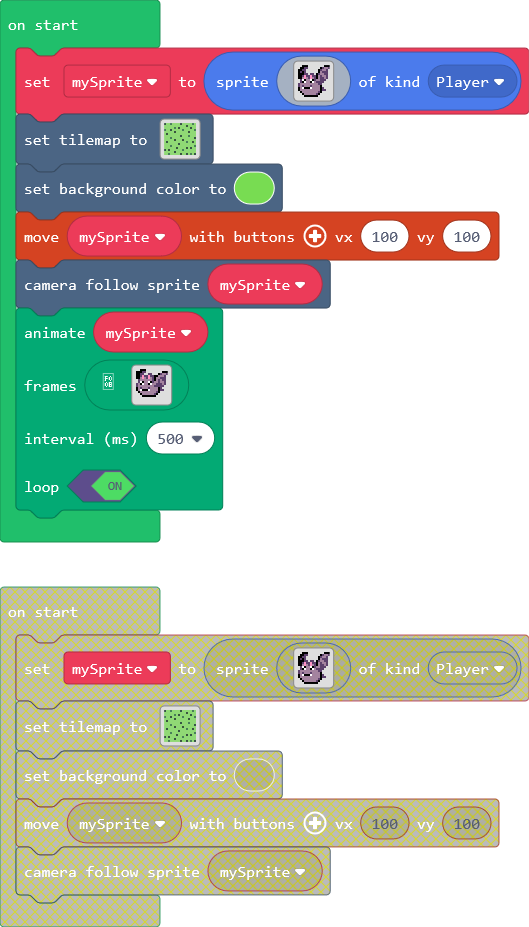 on start
set mySprite to sprite of kind Player
set tilemap to
set background color to
move mySprite with buttons vx 100 vy 100
camera follow sprite mySprite
animate mySprite
frames
interval (ms) 500
loop ON
on start
set mySprite to sprite of kind Player
set tilemap to
set background color to
move mySprite with buttons vx 100 vy 100
camera follow sprite mySprite